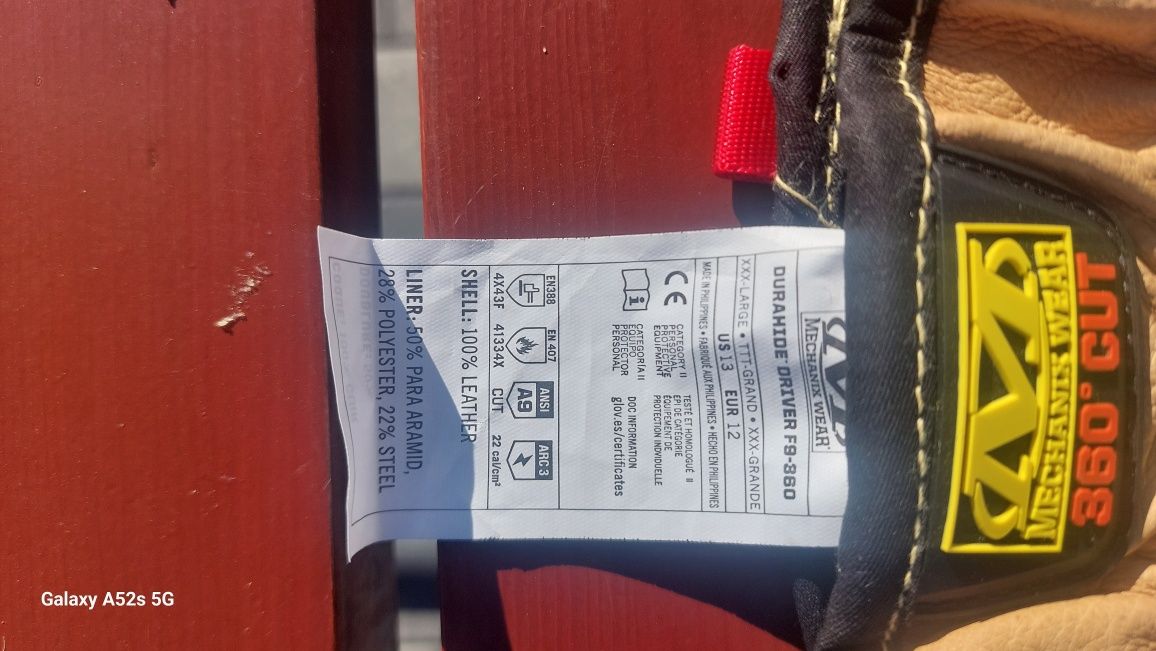 MECHANIX WEAR
360° CUT
MECHANIX WEAR
DURAHIDE DRIVER F9-360
XXX-LARGE • TTT-GRAND • XXX-GRANDE
US 13 EUR 12
MADE IN PHILIPPINES • FABRIQUÉ AUX PHILIPPINES • HECHO EN PHILIPPINES
CE
CATEGORY II
PERSONAL
PROTECTIVE
EQUIPMENT
TESTÉ ET HOMOLOGUÉ II
EPI DE CATÉGORIE
ÉQUIPEMENT DE
PROTECTION INDIVIDUELLE
i
CATEGORIA II
EQUIPO
PROTECTOR
PERSONAL
DOC INFORMATION
glov.es/certificates
EN388
4X43F
EN 407
41334X
ANSI
A9
CUT
ARC3
22 cal/cm²
SHELL: 100% LEATHER
LINER: 50% PARA ARAMID,
28% POLYESTER, 22% STEEL
Galaxy A52s 5G